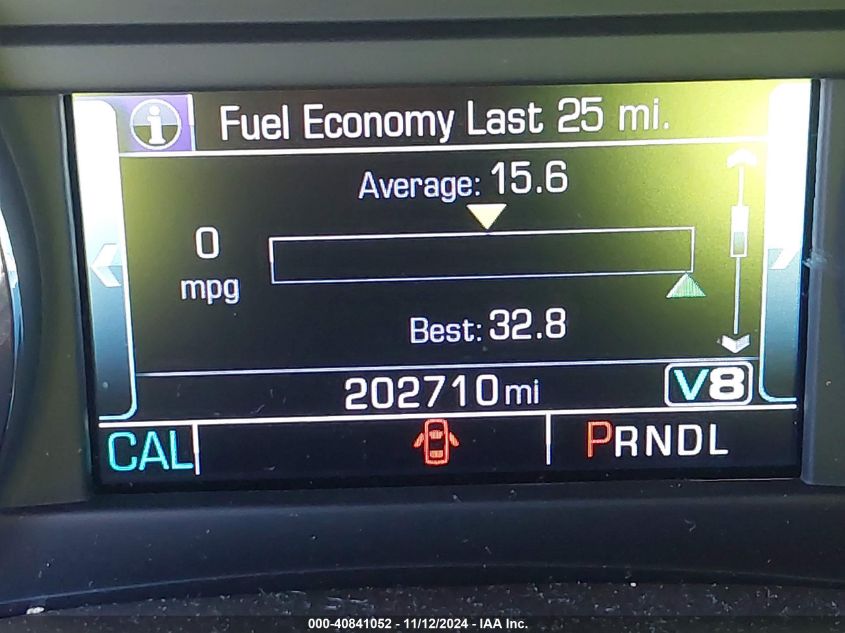 i Fuel Economy Last 25 mi.
Average: 15.6
0
mpg
Best: 32.8
202710 mi V8
CAL PRNDL
000-40841052 - 11/12/2024 - IAA Inc.